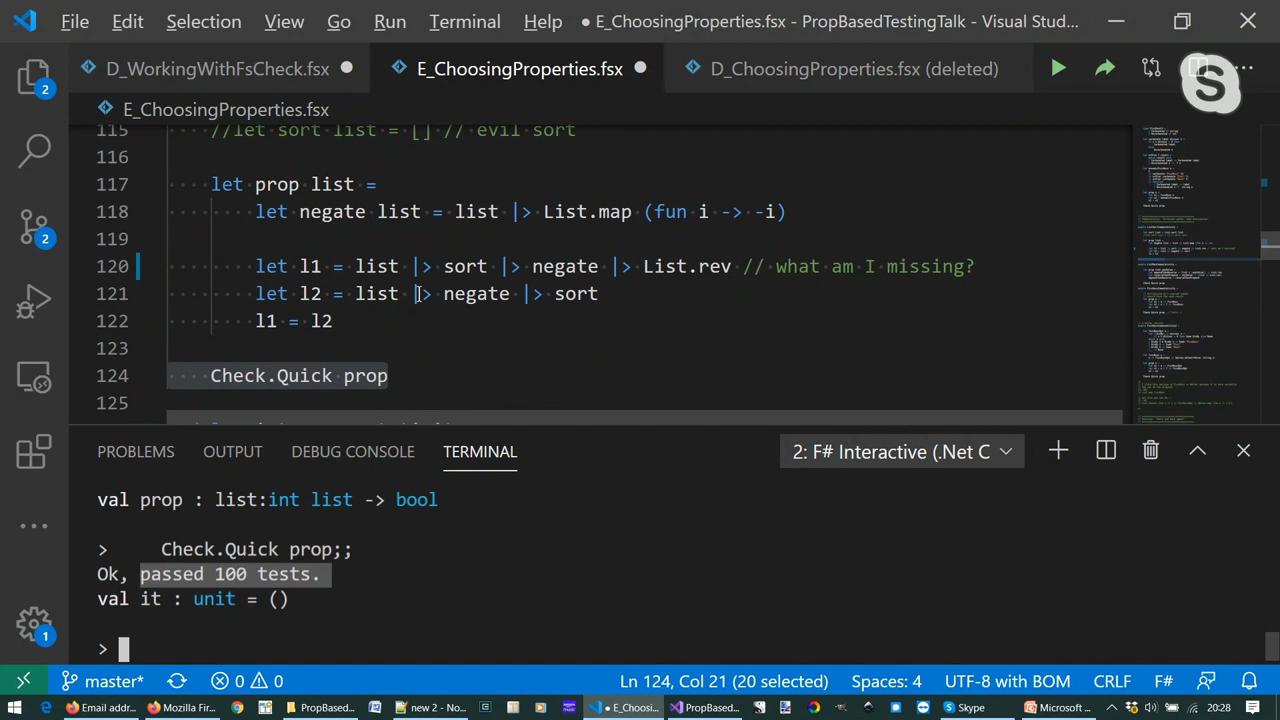 File Edit Selection View Go Run Terminal Help ● E_ChoosingProperties.fsx - PropBasedTestingTalk - Visual Stud...
D_WorkingWithFsCheck.fsx ● E_ChoosingProperties.fsx ● D_ChoosingProperties.fsx (deleted)
E_ChoosingProperties.fsx
115 //let sort list = [] // evil sort
116
117 let prop list =
118 let negate list = list |> List.map (fun i -> -i)
119
120 let l1 = list |> sort |> negate |> List.rev // what am I missing?
121 let l2 = list |> negate |> sort
122 l1 = l2
123
124 Check.Quick prop
125
PROBLEMS OUTPUT DEBUG CONSOLE TERMINAL 2: F# Interactive (.Net C
val prop : list:int list -> bool
> Check.Quick prop;;
Ok, passed 100 tests.
val it : unit = ()
>
master* 0 0 Ln 124, Col 21 (20 selected) Spaces: 4 UTF-8 with BOM CRLF F#
Email addr... Mozilla Fir... PropBased... new 2 - No... E_Choosi... PropBased... Skype Microsoft ... 20:28